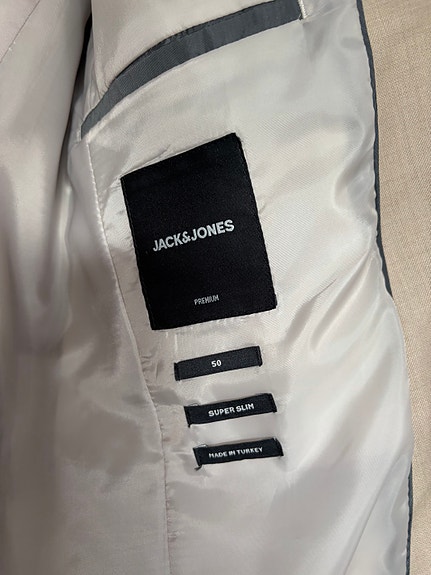 JACK&JONES
PREMIUM
50
SUPER SLIM
MADE IN TURKEY